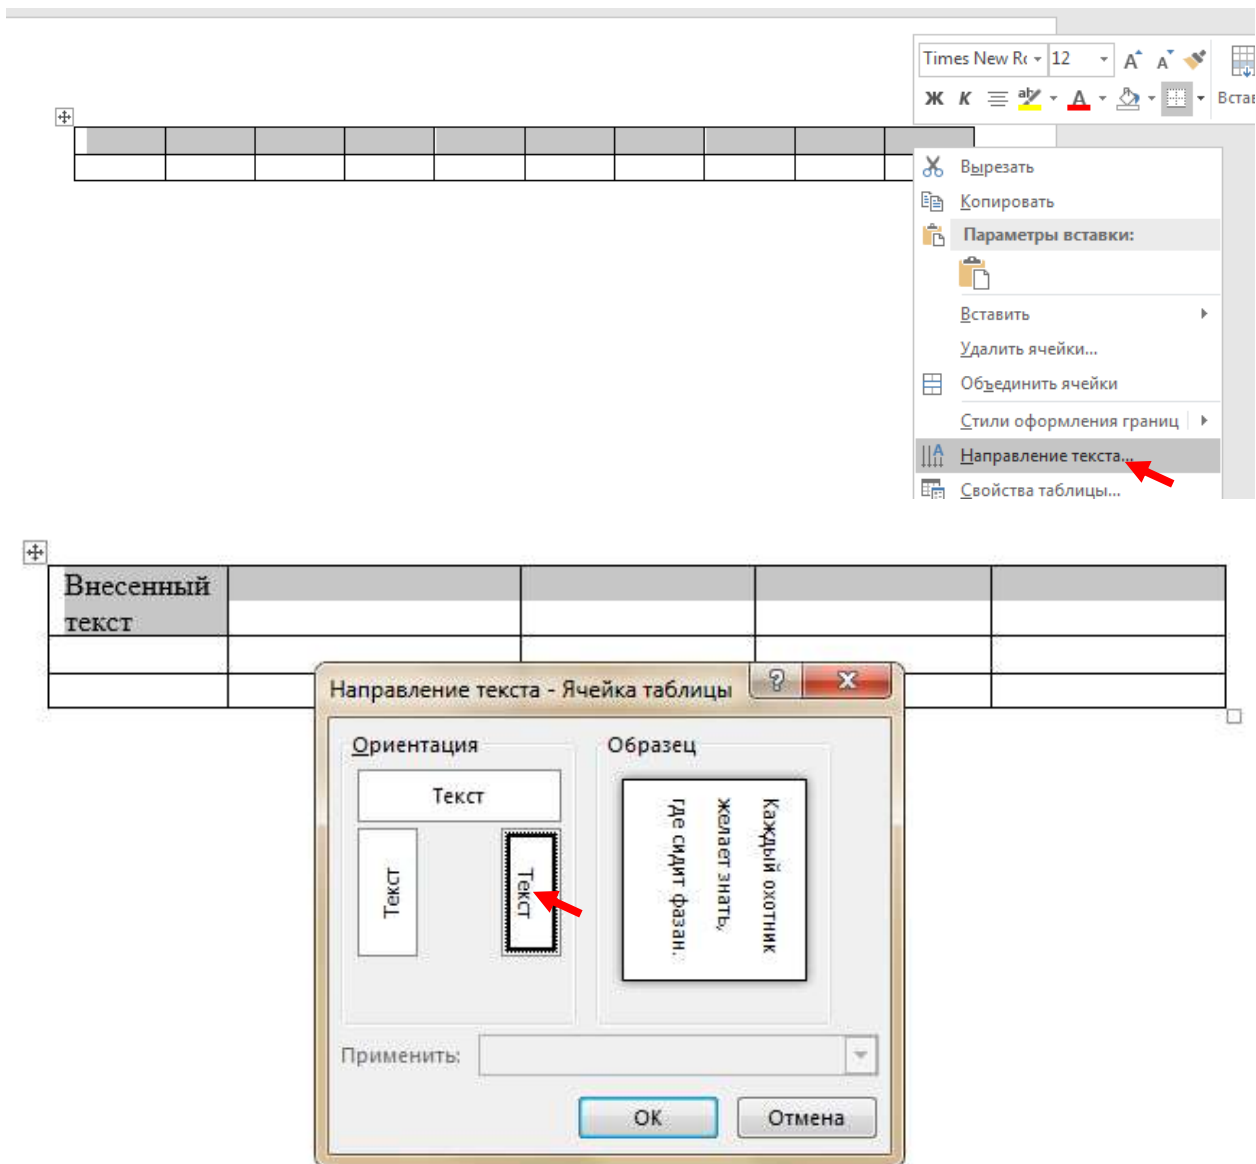 Times New Ro 12 A A
Ж К ab A Встав
Вырезать
Копировать
Параметры вставки:
Вставить
Удалить ячейки...
Объединить ячейки
Стили оформления границ
Направление текста...
Свойства таблицы...
Внесенный
текст
Направление текста - Ячейка таблицы
Ориентация
Образец
Текст
Текст
Текст
Каждый охотник
желает знать,
где сидит фазан.
Применить:
ОК
Отмена